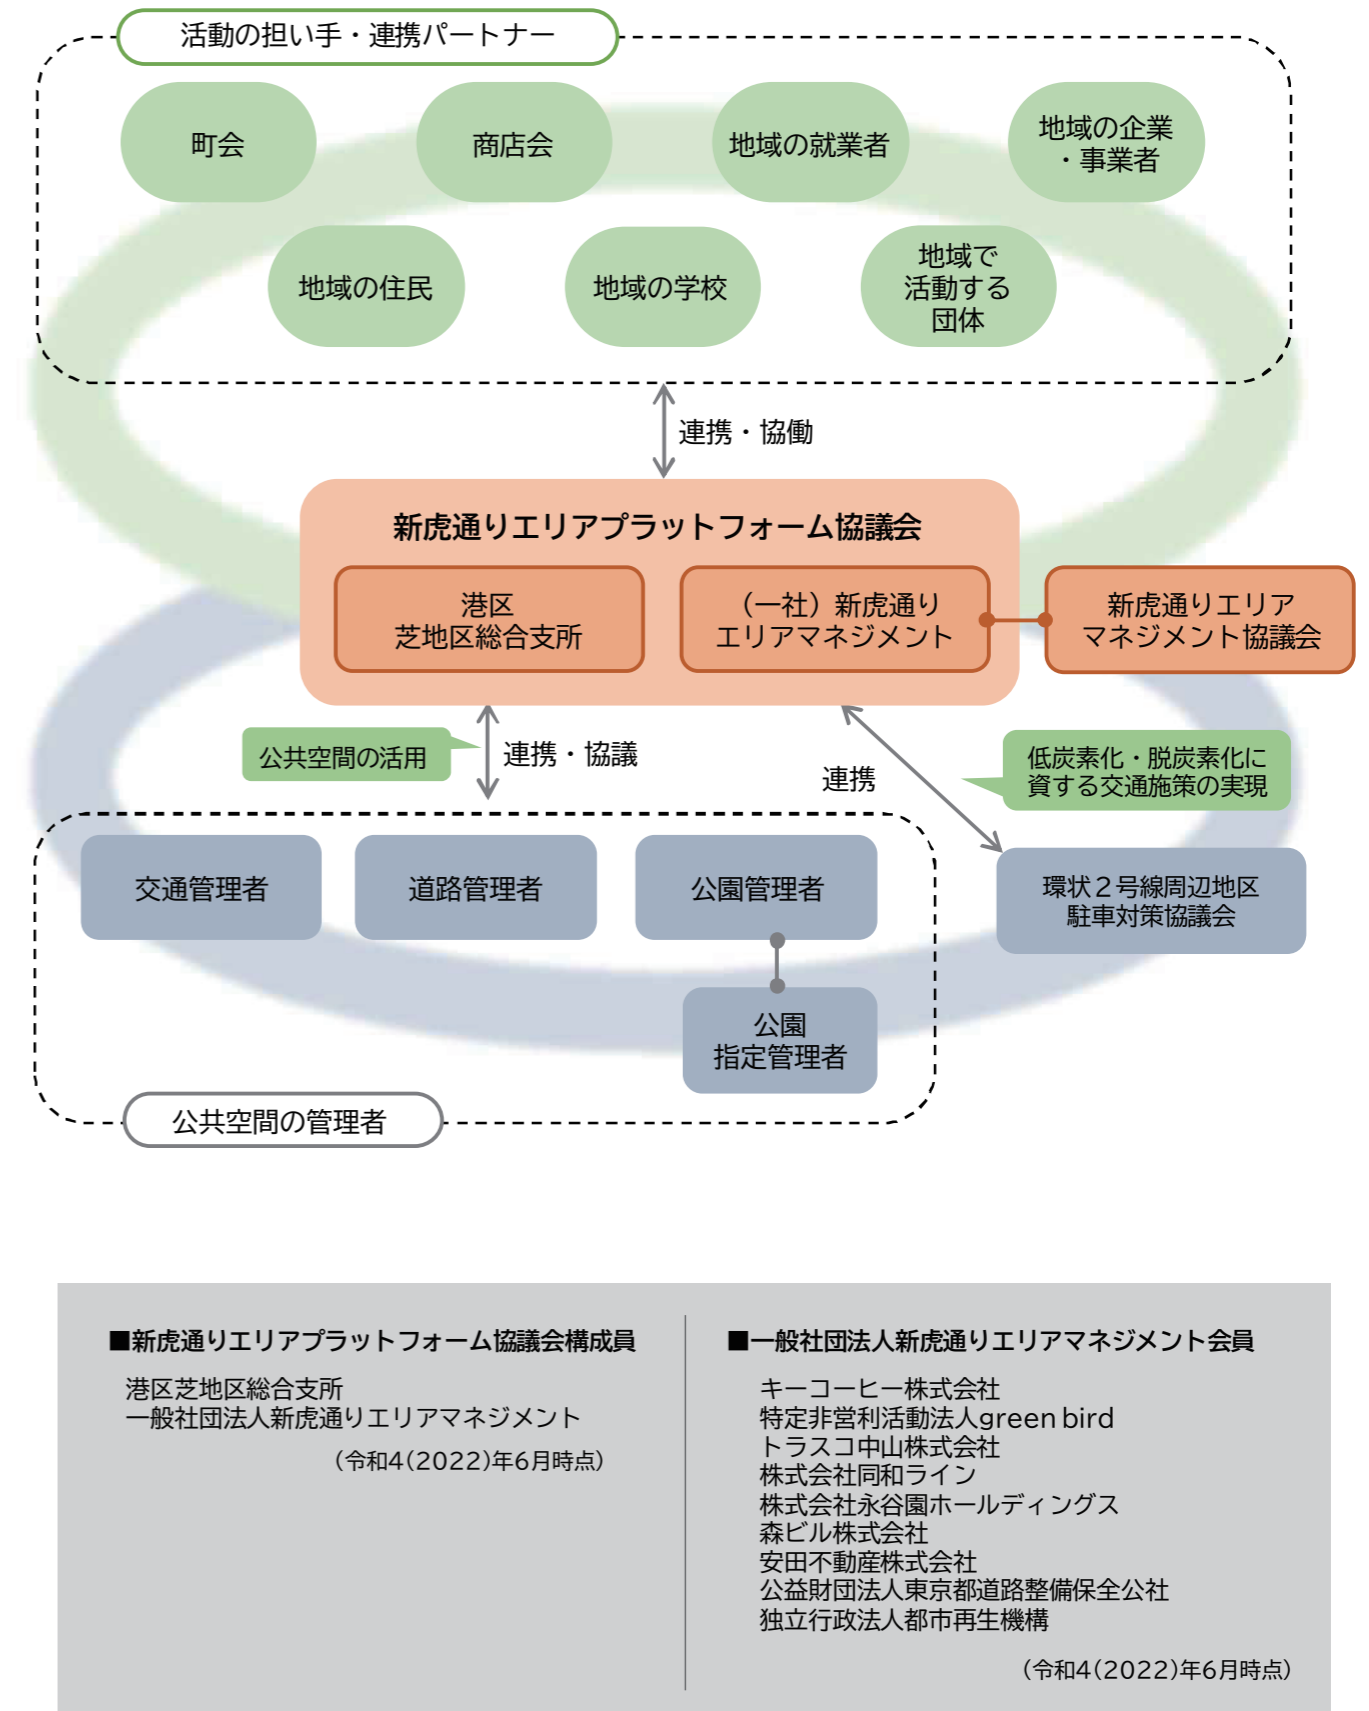 活動の担い手・連携パートナー
町会
商店会
地域の就業者
地域の企業
・事業者
地域の住民
地域の学校
地域で
活動する
団体
連携・協働
新虎通りエリアプラットフォーム協議会
港区
芝地区総合支所
（一社）新虎通り
エリアマネジメント
新虎通りエリア
マネジメント協議会
公共空間の活用
連携・協議
連携
低炭素化・脱炭素化に
資する交通施策の実現
交通管理者
道路管理者
公園管理者
環状２号線周辺地区
駐車対策協議会
公園
指定管理者
公共空間の管理者
■新虎通りエリアプラットフォーム協議会構成員
港区芝地区総合支所
一般社団法人新虎通りエリアマネジメント
（令和4（2022）年6月時点）
■一般社団法人新虎通りエリアマネジメント会員
キーコーヒー株式会社
特定非営利活動法人green bird
トラスコ中山株式会社
株式会社同和ライン
株式会社永谷園ホールディングス
森ビル株式会社
安田不動産株式会社
公益財団法人東京都道路整備保全公社
独立行政法人都市再生機構
（令和4（2022）年6月時点）